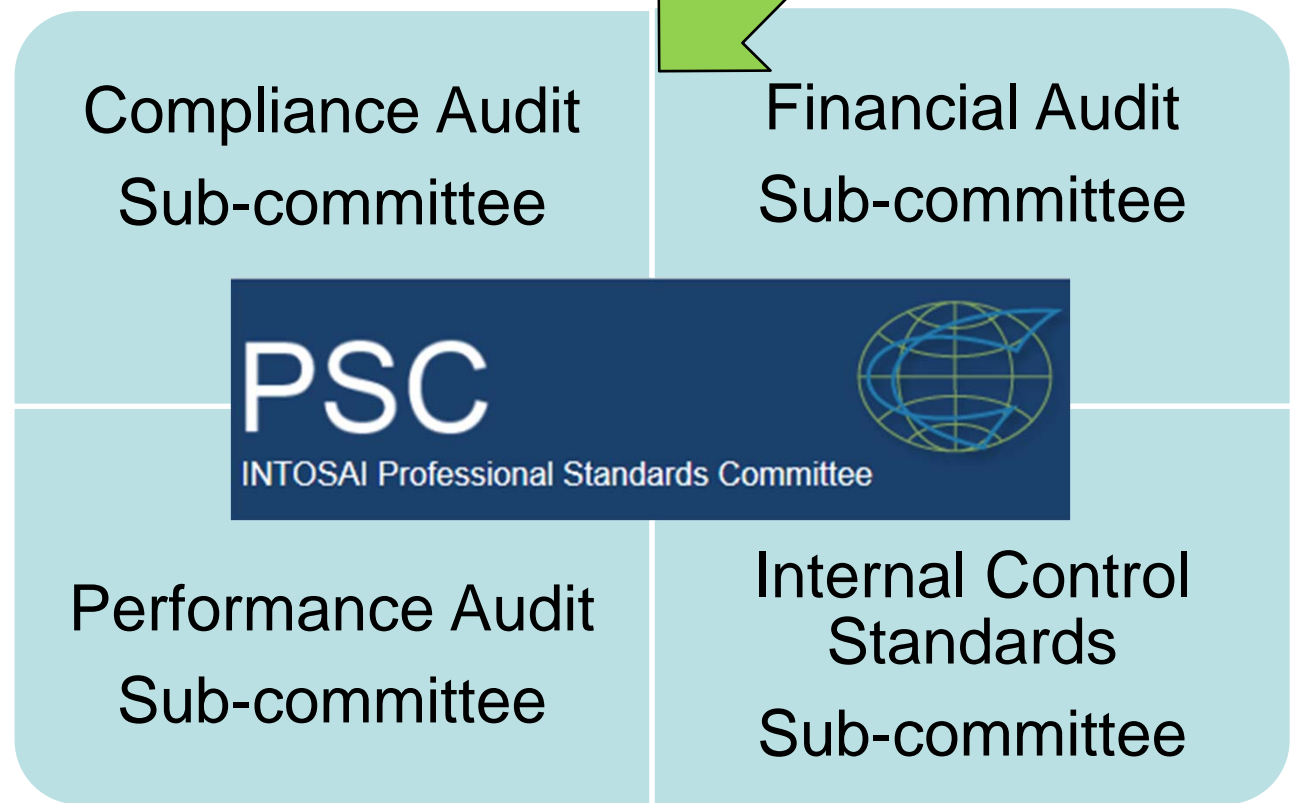 Compliance Audit
Sub-committee
Financial Audit
Sub-committee
PSC
INTOSAI Professional Standards Committee
Performance Audit
Sub-committee
Internal Control
Standards
Sub-committee